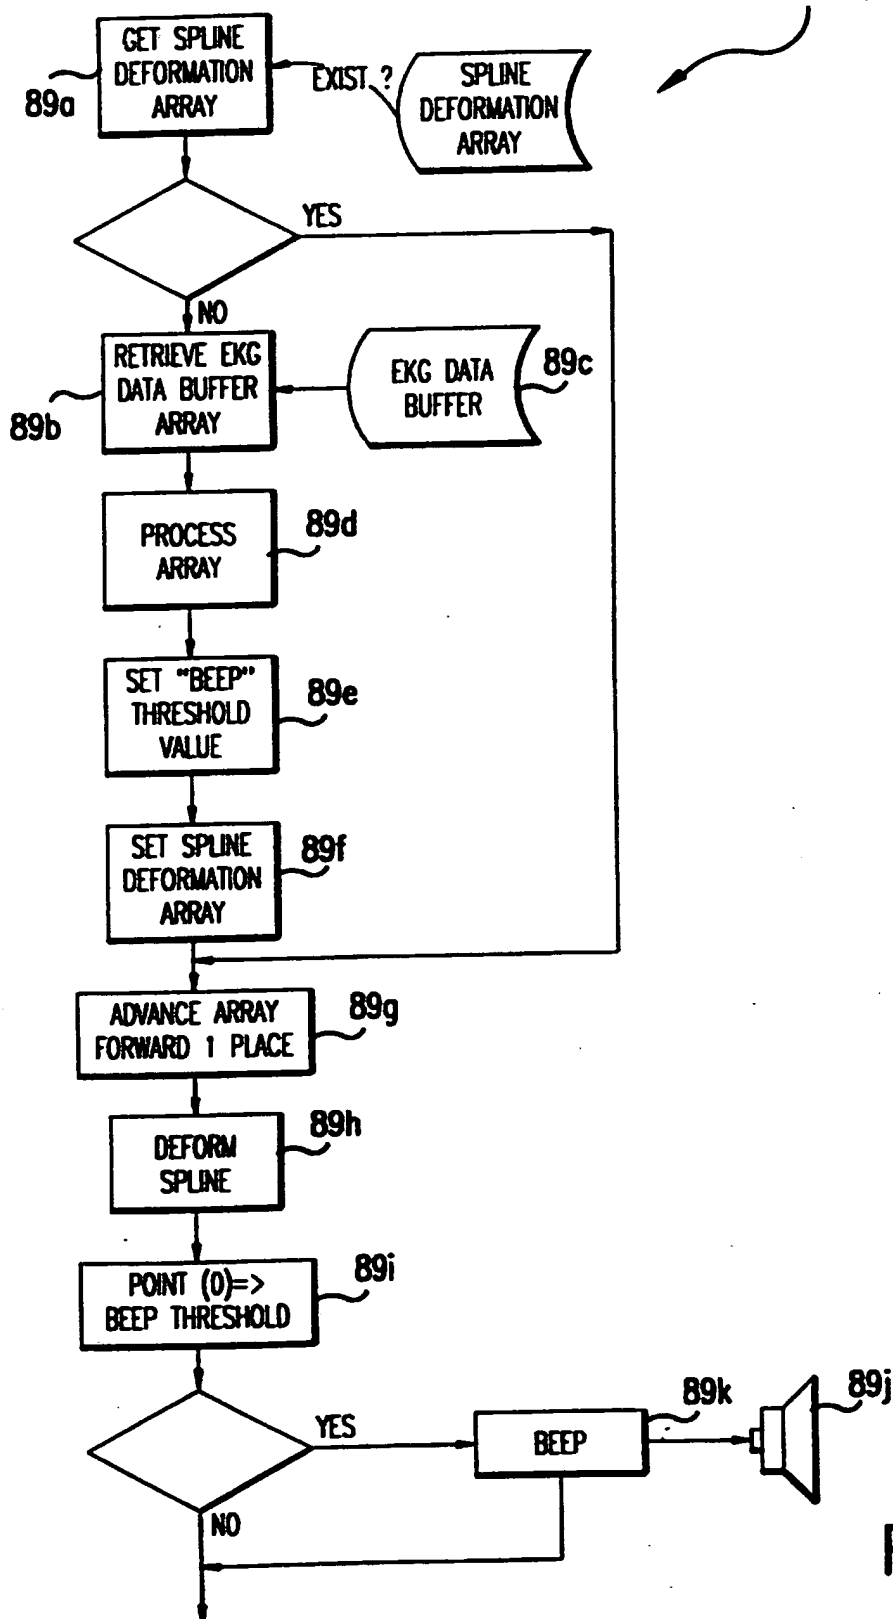 GET SPLINE
DEFORMATION
ARRAY
89a
EXIST ?
SPLINE
DEFORMATION
ARRAY
YES
NO
RETRIEVE EKG
DATA BUFFER
ARRAY
89b
EKG DATA
BUFFER
89c
PROCESS
ARRAY
89d
SET "BEEP"
THRESHOLD
VALUE
89e
SET SPLINE
DEFORMATION
ARRAY
89f
ADVANCE ARRAY
FORWARD 1 PLACE
89g
DEFORM
SPLINE
89h
POINT (0)=>
BEEP THRESHOLD
89i
YES
BEEP
89k
89j
NO